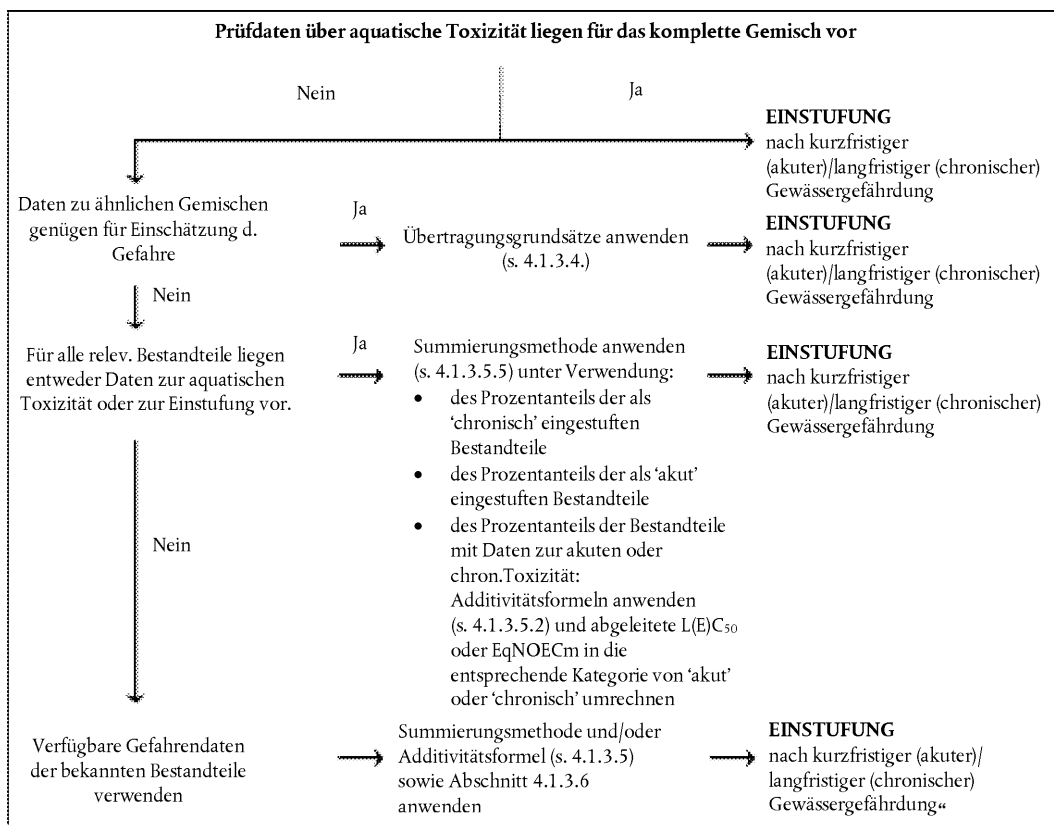 Prüfdaten über aquatische Toxizität liegen für das komplette Gemisch vor
Nein
Ja
EINSTUFUNG
nach kurzfristiger
(akuter)/langfristiger (chronischer)
Gewässergefährdung
Daten zu ähnlichen Gemischen
genügen für Einschätzung d.
Gefahre
Ja
Übertragungsgrundsätze anwenden
(s. 4.1.3.4.)
EINSTUFUNG
nach kurzfristiger
(akuter)/langfristiger (chronischer)
Gewässergefährdung
Nein
Für alle relev. Bestandteile liegen
entweder Daten zur aquatischen
Toxizität oder zur Einstufung vor.
Ja
Summierungsmethode anwenden
(s. 4.1.3.5.5) unter Verwendung:
• des Prozentanteils der als
‘chronisch’ eingestuften
Bestandteile
• des Prozentanteils der als ‘akut’
eingestuften Bestandteile
• des Prozentanteils der Bestandteile
mit Daten zur akuten oder
chron.Toxizität:
Additivitätsformeln anwenden
(s. 4.1.3.5.2) und abgeleitete L(E)C₅₀
oder EqNOECm in die
entsprechende Kategorie von ‘akut’
oder ‘chronisch’ umrechnen
EINSTUFUNG
nach kurzfristiger
(akuter)/langfristiger (chronischer)
Gewässergefährdung
Nein
Verfügbare Gefahrendaten
der bekannten Bestandteile
verwenden
Summierungsmethode und/oder
Additivitätsformel (s. 4.1.3.5)
sowie Abschnitt 4.1.3.6
anwenden
EINSTUFUNG
nach kurzfristiger (akuter)/
langfristiger (chronischer)
Gewässergefährdung“